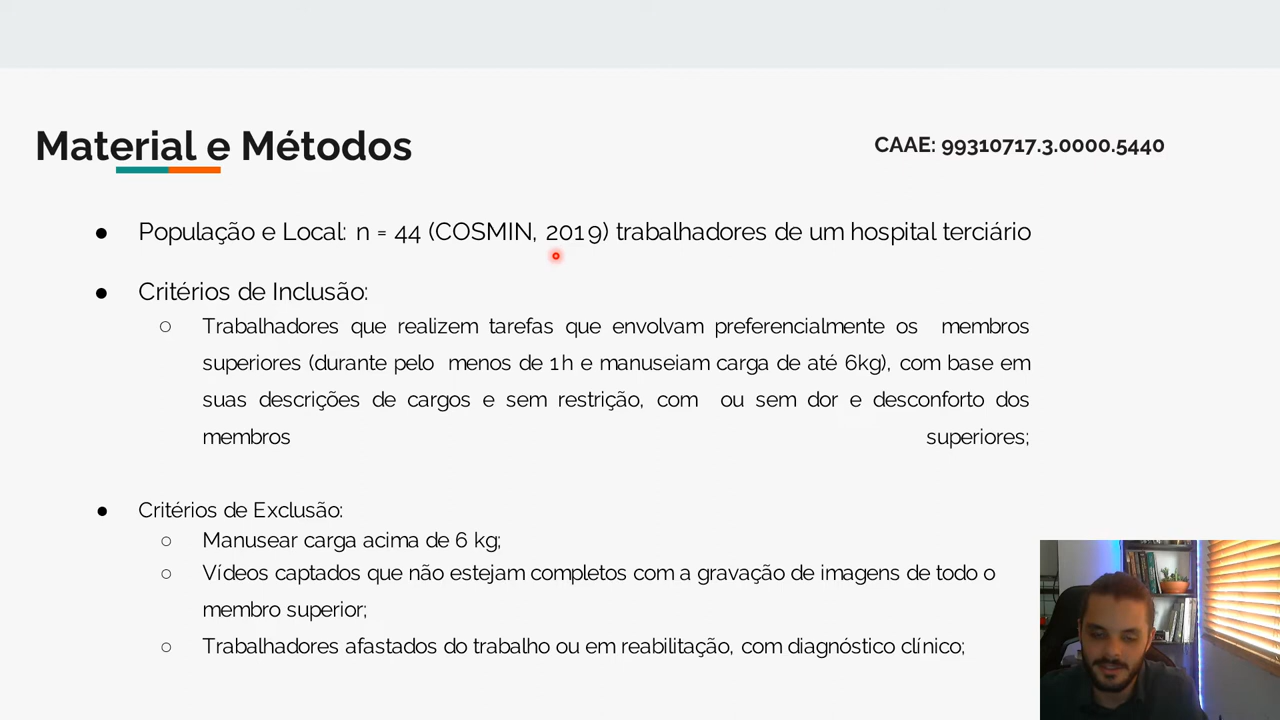 Material e Métodos
CAAE: 99310717.3.0000.5440
● População e Local: n = 44 (COSMIN, 2019) trabalhadores de um hospital terciário
● Critérios de Inclusão:
○ Trabalhadores que realizem tarefas que envolvam preferencialmente os membros
superiores (durante pelo menos de 1h e manuseiam carga de até 6kg), com base em
suas descrições de cargos e sem restrição, com ou sem dor e desconforto dos
membros superiores;
● Critérios de Exclusão:
○ Manusear carga acima de 6 kg;
○ Vídeos captados que não estejam completos com a gravação de imagens de todo o
membro superior;
○ Trabalhadores afastados do trabalho ou em reabilitação, com diagnóstico clínico;